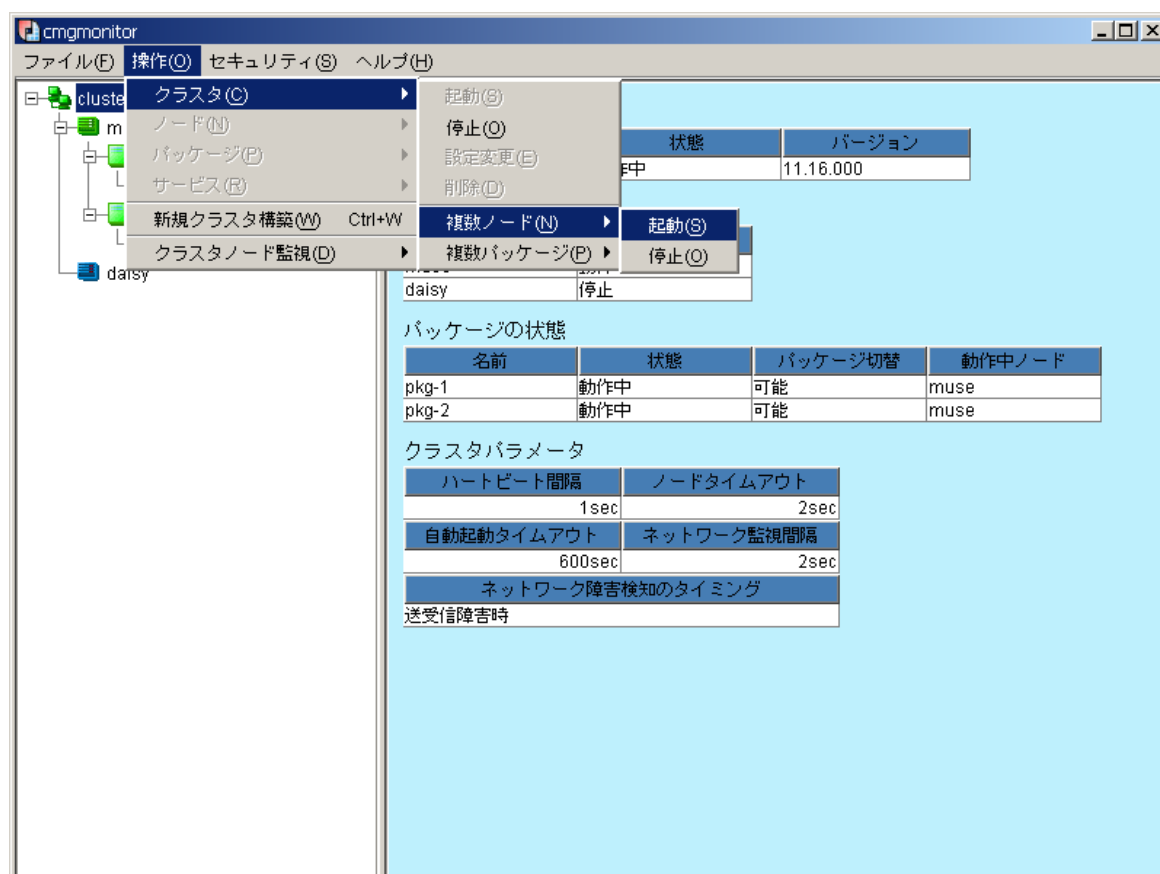 cmgmonitor
ファイル(F) 操作(O) セキュリティ(S) ヘルプ(H)
クラスタ(C)
ノード(N)
パッケージ(P)
サービス(R)
新規クラスタ構築(W) Ctrl+W
クラスタノード監視(D)
起動(S)
停止(O)
設定変更(E)
削除(D)
複数ノード(N)
複数パッケージ(P)
起動(S)
停止(O)
cluste
m
daisy
状態 バージョン
作中 11.16.000
daisy 停止
パッケージの状態
名前 状態 パッケージ切替 動作中ノード
pkg-1 動作中 可能 muse
pkg-2 動作中 可能 muse
クラスタパラメータ
ハートビート間隔 ノードタイムアウト
1sec 2sec
自動起動タイムアウト ネットワーク監視間隔
600sec 2sec
ネットワーク障害検知のタイミング
送受信障害時